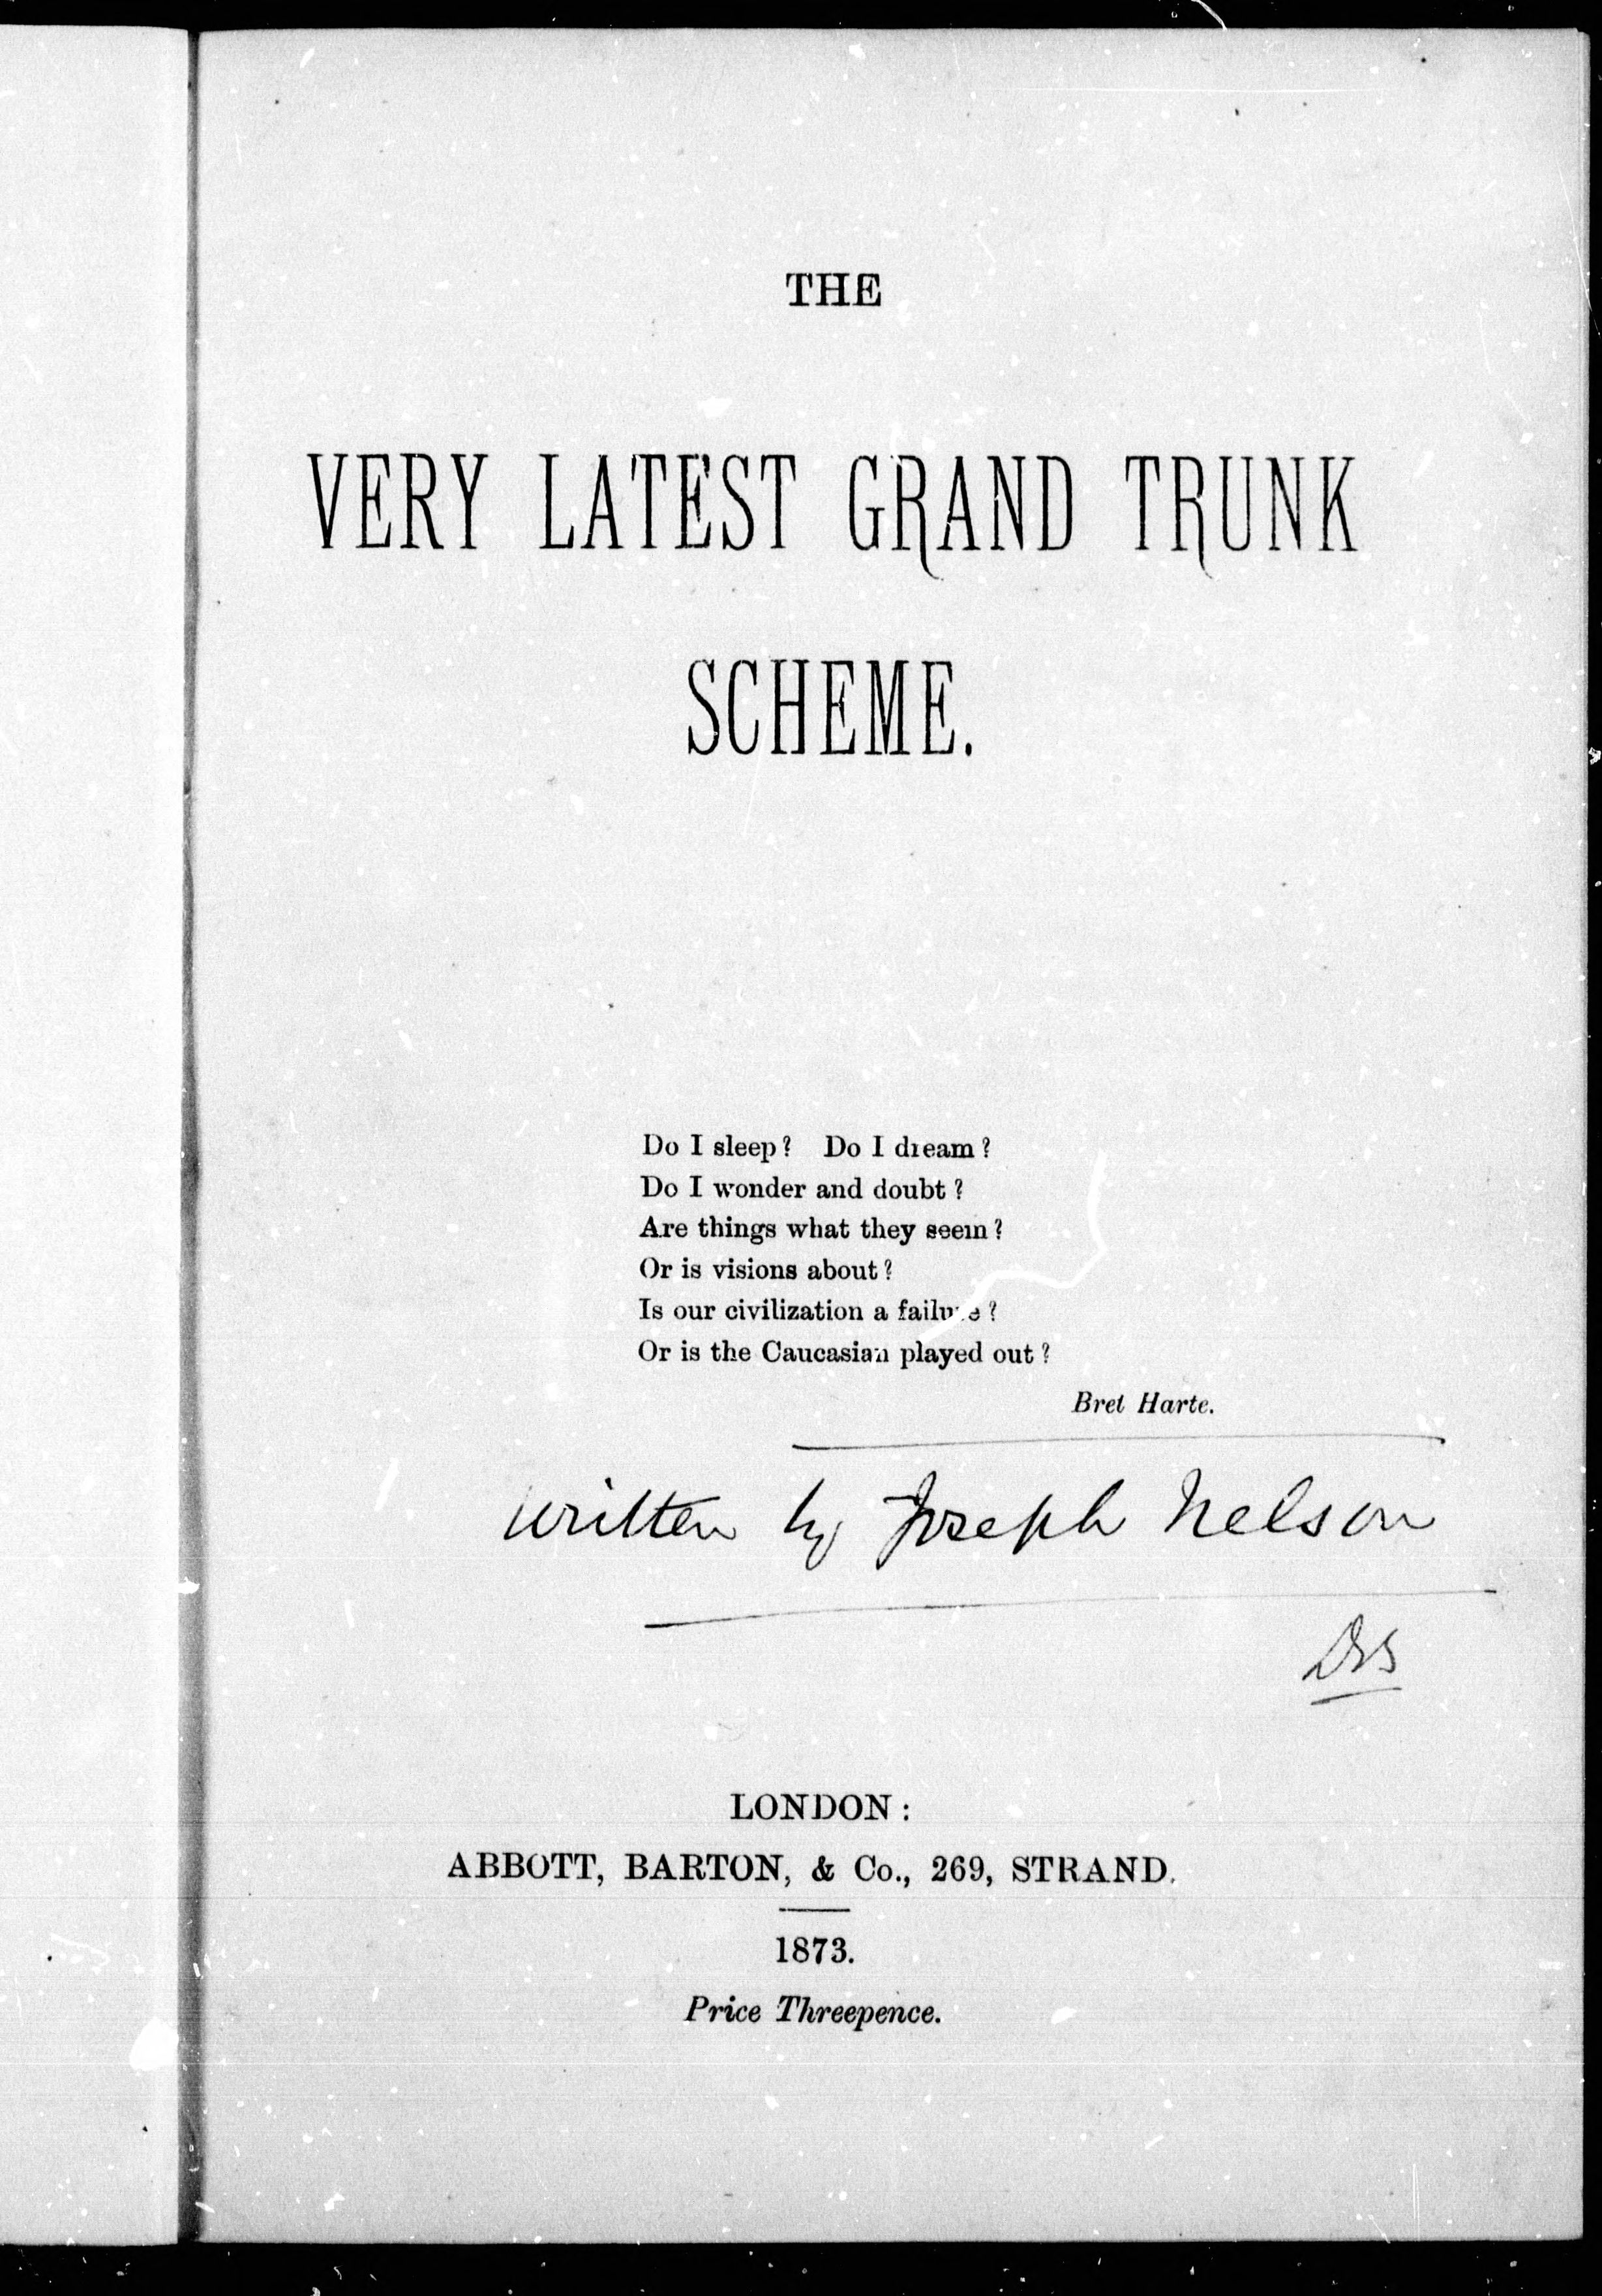 THE
VERY LATEST GRAND TRUNK
SCHEME.
Do I sleep? Do I dream?
Do I wonder and doubt?
Are things what they seem?
Or is visions about?
Is our civilization a failure?
Or is the Caucasian played out?
Bret Harte.
written by Joseph Nelson
LONDON:
ABBOTT, BARTON, & Co., 269, STRAND.
1873.
Price Threepence.